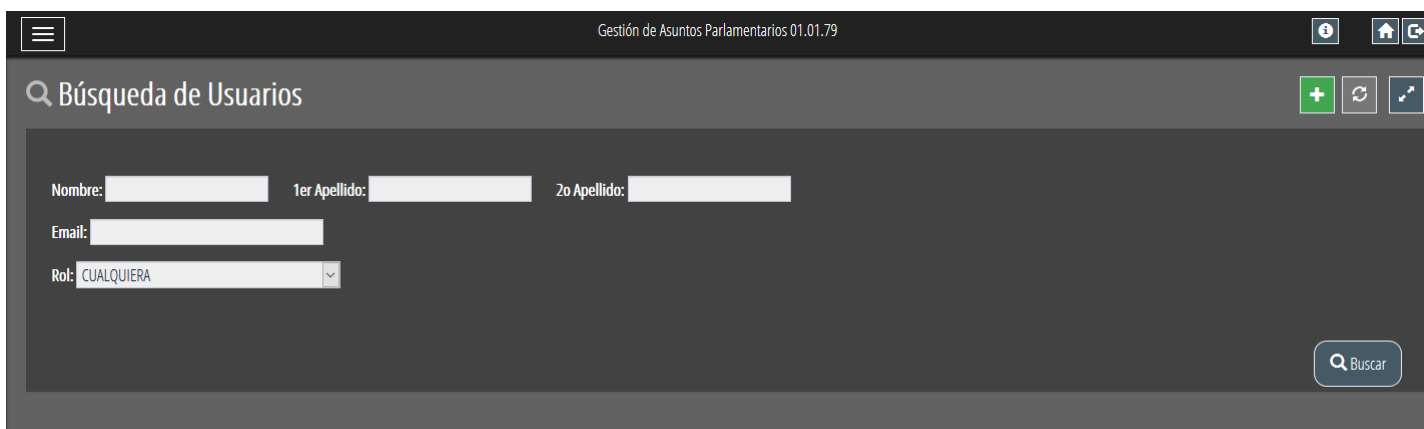 Gestión de Asuntos Parlamentarios 01.01.79
Búsqueda de Usuarios
Nombre: 1er Apellido: 2o Apellido:
Email:
Rol: CUALQUIERA
Buscar